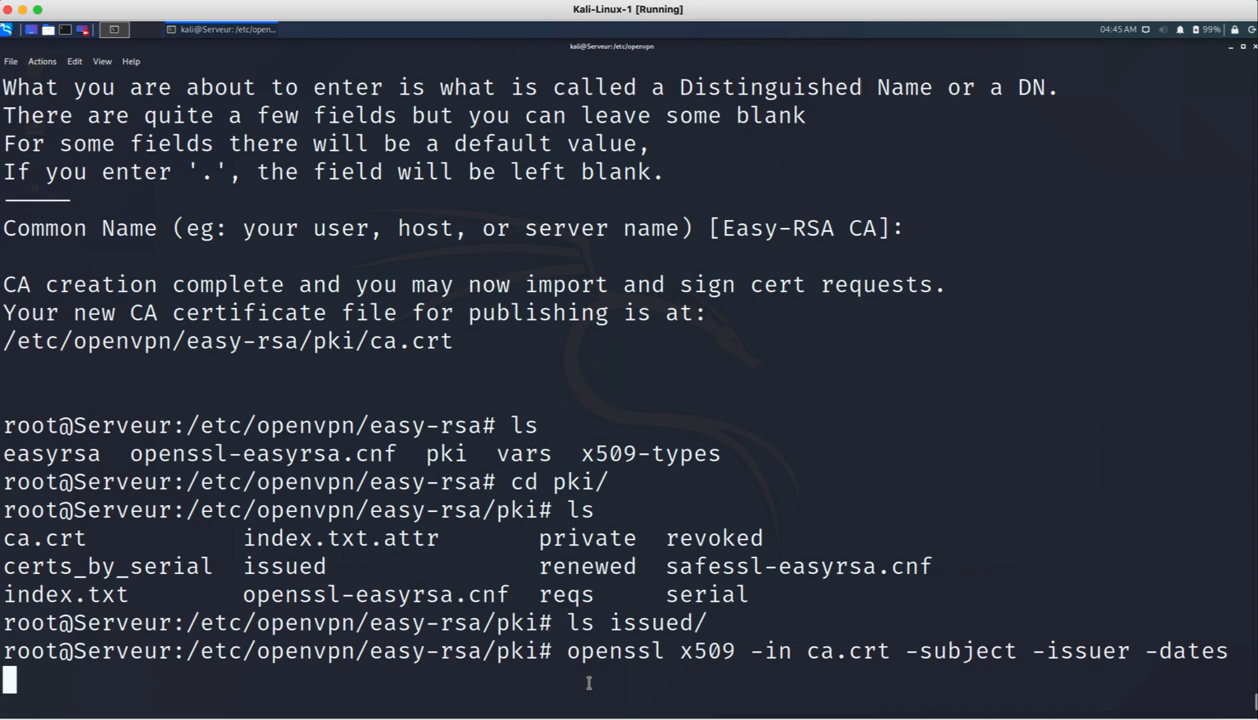 Kali-Linux-1 [Running]
kali@Serveur: /etc/open...
04:45 AM
99%
kali@Serveur:/etc/openvpn
File Actions Edit View Help
What you are about to enter is what is called a Distinguished Name or a DN.
There are quite a few fields but you can leave some blank
For some fields there will be a default value,
If you enter '.', the field will be left blank.
-----
Common Name (eg: your user, host, or server name) [Easy-RSA CA]:
CA creation complete and you may now import and sign cert requests.
Your new CA certificate file for publishing is at:
/etc/openvpn/easy-rsa/pki/ca.crt
root@Serveur:/etc/openvpn/easy-rsa# ls
easyrsa openssl-easyrsa.cnf pki vars x509-types
root@Serveur:/etc/openvpn/easy-rsa# cd pki/
root@Serveur:/etc/openvpn/easy-rsa/pki# ls
ca.crt index.txt.attr private revoked
certs_by_serial issued renewed safessl-easyrsa.cnf
index.txt openssl-easyrsa.cnf reqs serial
root@Serveur:/etc/openvpn/easy-rsa/pki# ls issued/
root@Serveur:/etc/openvpn/easy-rsa/pki# openssl x509 -in ca.crt -subject -issuer -dates